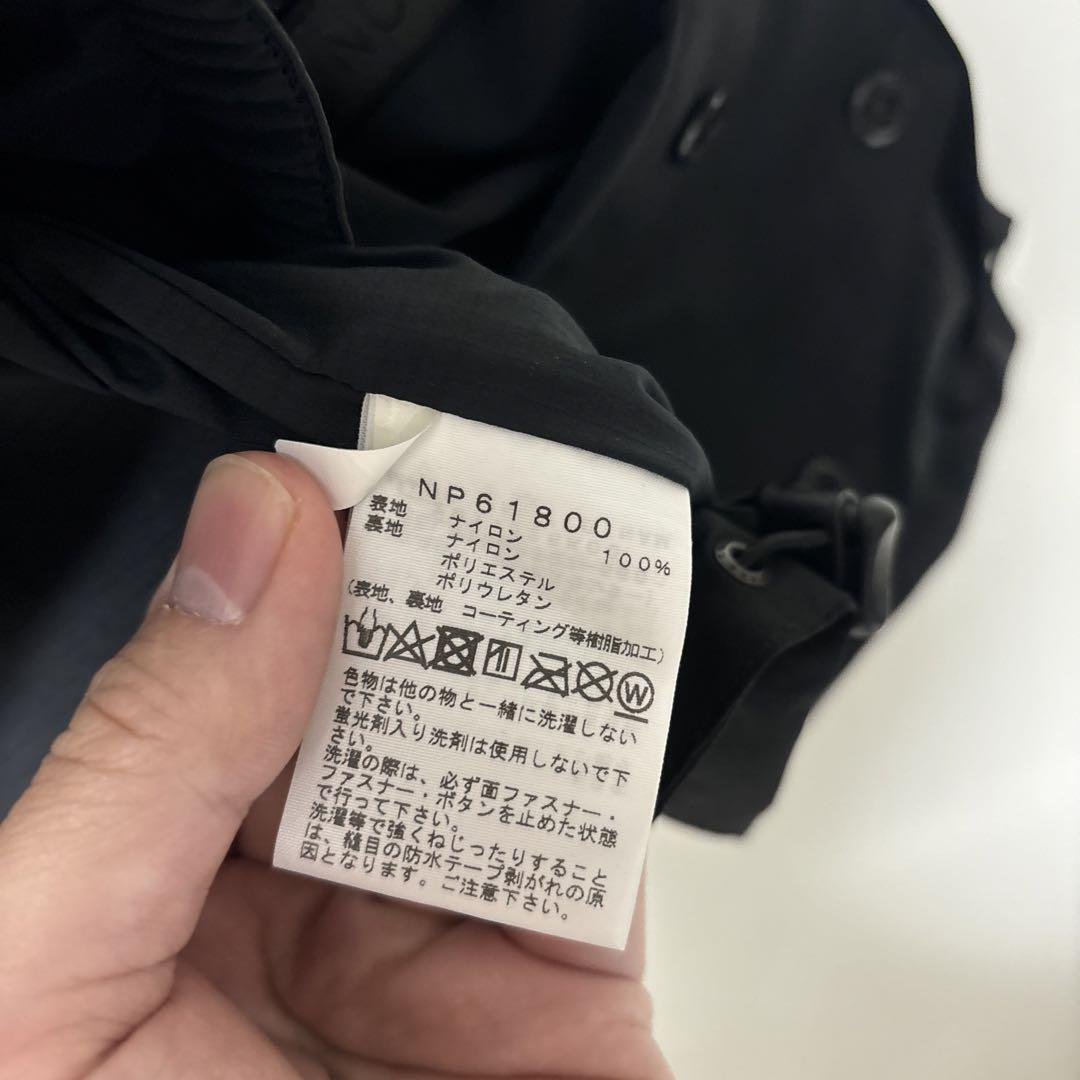 NP61800
表地 ナイロン 100%
裏地 ナイロン
ポリエステル
ポリウレタン
(表地、裏地 コーティング等樹脂加工)
W
色物は他の物と一緒に洗濯しない
で下さい。
蛍光剤入り洗剤は使用しないで下
さい。
洗濯の際は、必ず面ファスナー・
ファスナー・ボタンを止めた状態
で行って下さい。
洗濯等で強くねじったりすること
は、縫目の防水テープ剥がれの原
因となります。ご注意下さい。